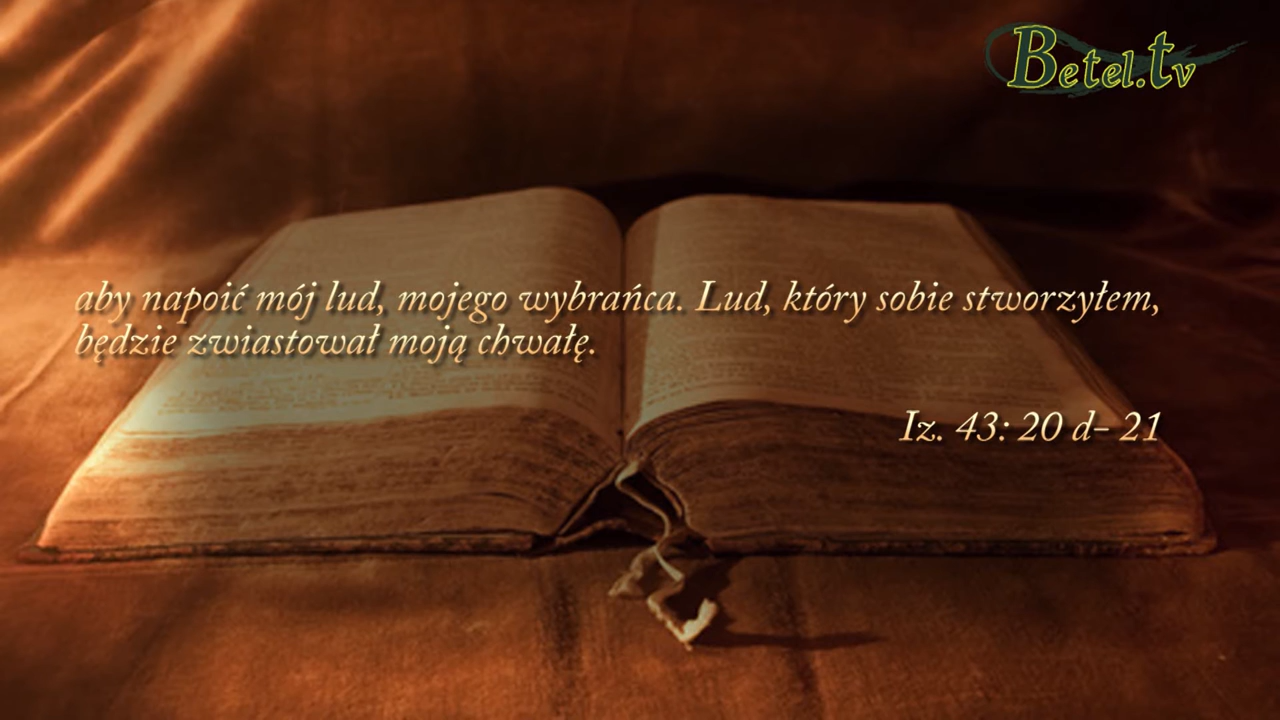 Betel.tv
aby napoić mój lud, mojego wybrańca. Lud, który sobie stworzyłem,
będzie zwiastował moją chwałę.
Iz. 43: 20 d- 21